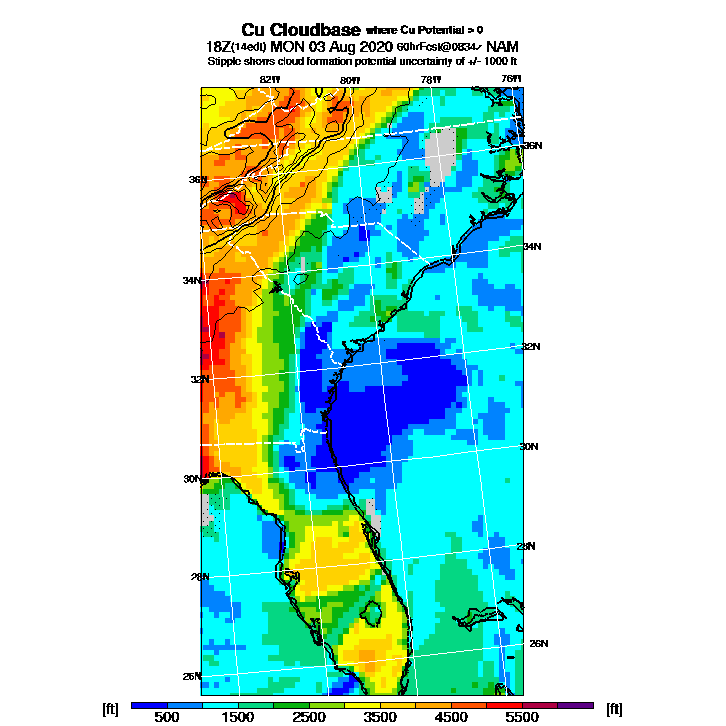 Cu Cloudbase where Cu Potential > 0
18Z(14edt) MON 03 Aug 2020 60hrFcst@0834z NAM
Stipple shows cloud formation potential uncertainty of +/- 1000 ft
82W 80W 78W 76W
36N
36N
34N
34N
32N
32N
30N
30N
28N
28N
26N
26N
[ft] 500 1500 2500 3500 4500 5500 [ft]